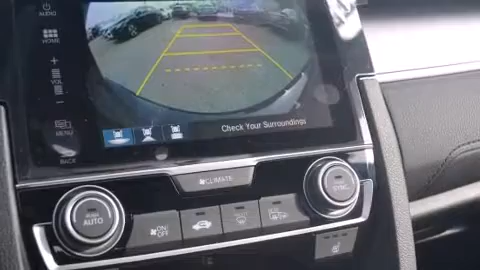 AUDIO
HOME
+
VOL
−
MENU
BACK
Check Your Surroundings
CLIMATE
AUTO
ON/OFF
SYNC